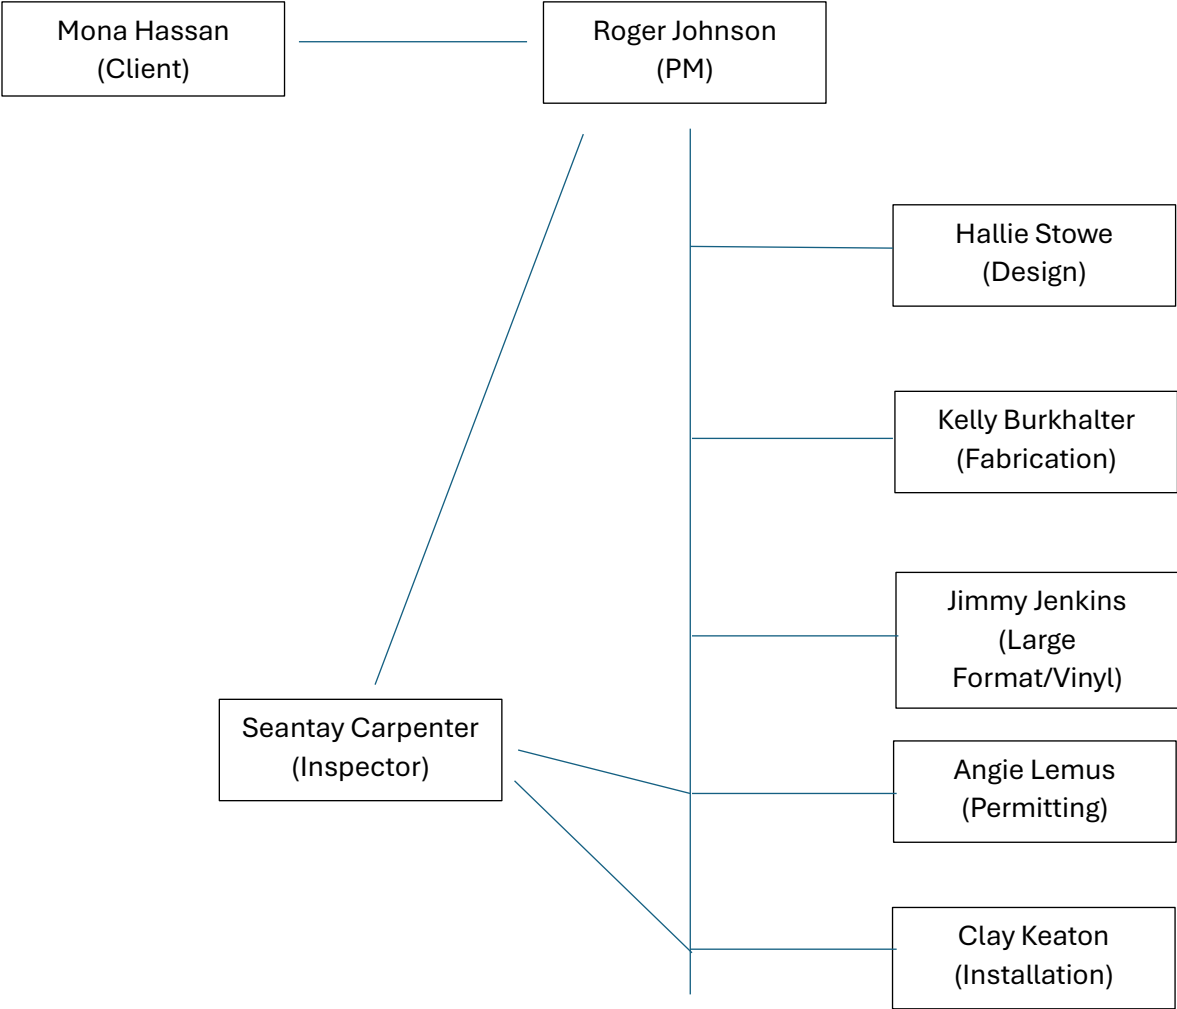 Mona Hassan
(Client)
Roger Johnson
(PM)
Hallie Stowe
(Design)
Kelly Burkhalter
(Fabrication)
Jimmy Jenkins
(Large
Format/Vinyl)
Seantay Carpenter
(Inspector)
Angie Lemus
(Permitting)
Clay Keaton
(Installation)